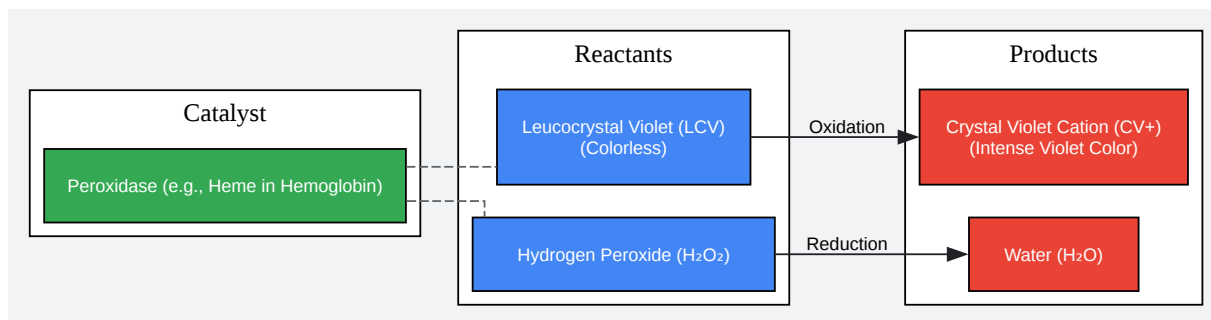 Catalyst
Peroxidase (e.g., Heme in Hemoglobin)
Reactants
Leucocrystal Violet (LCV)
(Colorless)
Hydrogen Peroxide (H₂O₂)
Oxidation
Reduction
Products
Crystal Violet Cation (CV+)
(Intense Violet Color)
Water (H₂O)